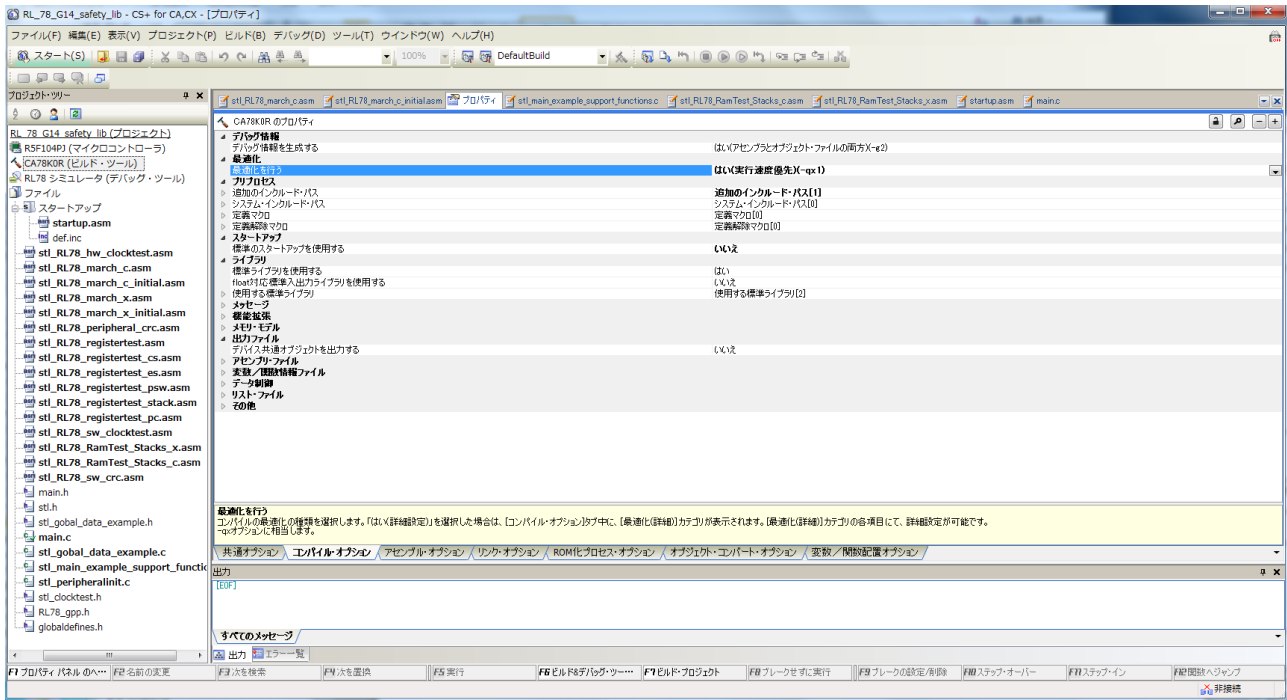 RL_78_G14_safety_lib - CS+ for CA,CX - [プロパティ]
ファイル(F) 編集(E) 表示(V) プロジェクト(P) ビルド(B) デバッグ(D) ツール(T) ウインドウ(W) ヘルプ(H)
スタート(S) 100% DefaultBuild
プロジェクト・ツリー
stl_RL78_march_c.asm stl_RL78_march_c_initial.asm プロパティ stl_main_example_support_functions.c stl_RL78_RamTest_Stacks_c.asm stl_RL78_RamTest_Stacks_x.asm startup.asm main.c
RL_78_G14_safety_lib (プロジェクト)
R5F104PJ (マイクロコントローラ)
CA78K0R (ビルド・ツール)
RL78 シミュレータ (デバッグ・ツール)
ファイル
スタートアップ
startup.asm
def.inc
stl_RL78_hw_clocktest.asm
stl_RL78_march_c.asm
stl_RL78_march_c_initial.asm
stl_RL78_march_x.asm
stl_RL78_march_x_initial.asm
stl_RL78_peripheral_crc.asm
stl_RL78_registertest.asm
stl_RL78_registertest_cs.asm
stl_RL78_registertest_es.asm
stl_RL78_registertest_psw.asm
stl_RL78_registertest_stack.asm
stl_RL78_registertest_pc.asm
stl_RL78_sw_clocktest.asm
stl_RL78_RamTest_Stacks_x.asm
stl_RL78_RamTest_Stacks_c.asm
stl_RL78_sw_crc.asm
main.h
stl.h
stl_gobal_data_example.h
main.c
stl_gobal_data_example.c
stl_main_example_support_functio
stl_peripheralinit.c
stl_clocktest.h
RL78_gpp.h
globaldefines.h
CA78K0R のプロパティ
デバッグ情報
デバッグ情報を生成する はい(アセンブラとオブジェクト・ファイルの両方)(-g2)
最適化
最適化を行う はい(実行速度優先)(-qx1)
プリプロセス
追加のインクルード・パス 追加のインクルード・パス[1]
システム・インクルード・パス システム・インクルード・パス[0]
定義マクロ 定義マクロ[0]
定義解除マクロ 定義解除マクロ[0]
スタートアップ
標準のスタートアップを使用する いいえ
ライブラリ
標準ライブラリを使用する はい
float対応標準入出力ライブラリを使用する いいえ
使用する標準ライブラリ 使用する標準ライブラリ[2]
メッセージ
機能拡張
メモリ・モデル
出力ファイル
デバイス共通オブジェクトを出力する いいえ
アセンブリ・ファイル
変数／関数情報ファイル
データ制御
リスト・ファイル
その他
最適化を行う
コンパイルの最適化の種類を選択します。「はい(詳細設定)」を選択した場合は、[コンパイル・オプション]タブ中に、[最適化(詳細)]カテゴリが表示されます。[最適化(詳細)]カテゴリの各項目にて、詳細設定が可能です。
-qxオプションに相当します。
共通オプション コンパイル・オプション アセンブル・オプション リンク・オプション ROM化プロセス・オプション オブジェクト・コンバート・オプション 変数／関数配置オプション
出力
[EOF]
すべてのメッセージ
出力 エラー一覧
F1 プロパティ パネル のヘ… F2 名前の変更 F3 次を検索 F4 次を置換 F5 実行 F6 ビルド&デバッグ・ツー… F7 ビルド・プロジェクト F8 ブレークせずに実行 F9 ブレークの設定/削除 F10 ステップ・オーバー F11 ステップ・イン F12 関数へジャンプ
非接続